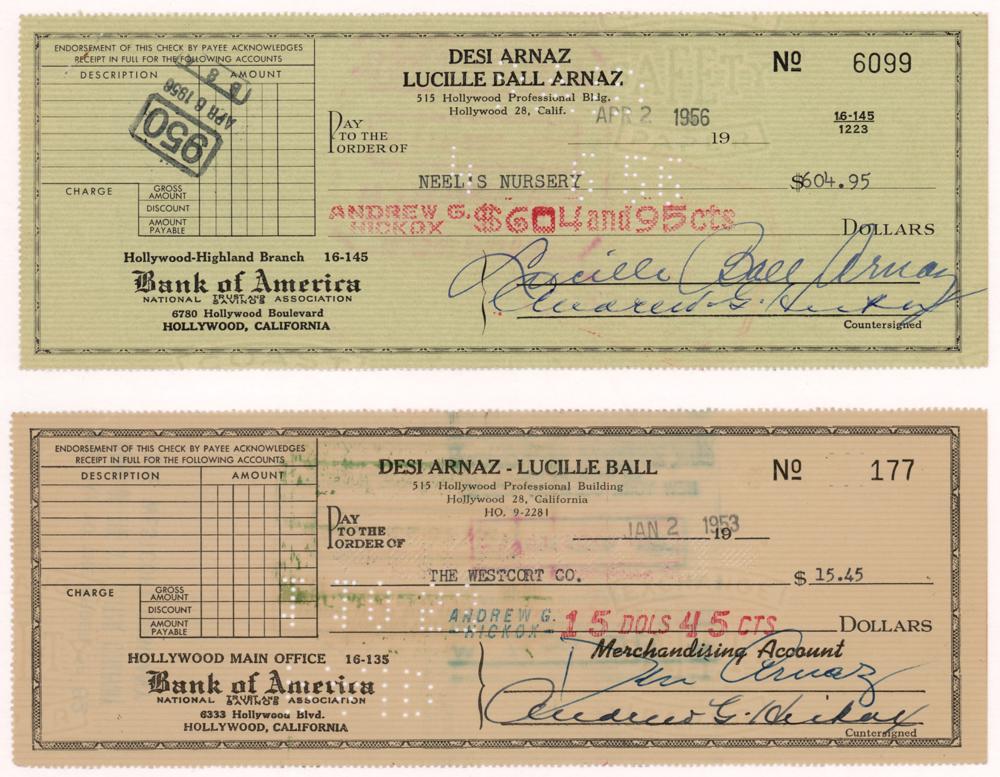 ENDORSEMENT OF THIS CHECK BY PAYEE ACKNOWLEDGES
RECEIPT IN FULL FOR THE FOLLOWING ACCOUNTS
DESCRIPTION AMOUNT
950
APR 6 1956
CHARGE
GROSS AMOUNT
DISCOUNT
AMOUNT PAYABLE
Hollywood-Highland Branch 16-145
Bank of America
NATIONAL TRUST AND SAVINGS ASSOCIATION
6780 Hollywood Boulevard
HOLLYWOOD, CALIFORNIA
DESI ARNAZ
LUCILLE BALL ARNAZ
515 Hollywood Professional Bldg.
Hollywood 28, Calif.
No 6099
APR 2 1956
19
16-145
1223
PAY
TO THE
ORDER OF
NEEL'S NURSERY $604.95
ANDREW G. HICKOX $604 and 95 cts
DOLLARS
Lucille Ball Arnaz
Andrew G. Hickox
Countersigned
ENDORSEMENT OF THIS CHECK BY PAYEE ACKNOWLEDGES
RECEIPT IN FULL FOR THE FOLLOWING ACCOUNTS
DESCRIPTION AMOUNT
CHARGE
GROSS AMOUNT
DISCOUNT
AMOUNT PAYABLE
HOLLYWOOD MAIN OFFICE 16-135
Bank of America
NATIONAL TRUST AND SAVINGS ASSOCIATION
6333 Hollywood Blvd.
HOLLYWOOD, CALIFORNIA
DESI ARNAZ - LUCILLE BALL
515 Hollywood Professional Building
Hollywood 28, California
HO. 9-2281
No 177
JAN 2 1953
19
PAY
TO THE
ORDER OF
THE WESTCORT CO. $ 15.45
ANDREW G. HICKOX 15 DOLS 45 CTS
DOLLARS
Merchandising Account
Arnaz
Andrew G. Hickox
Countersigned